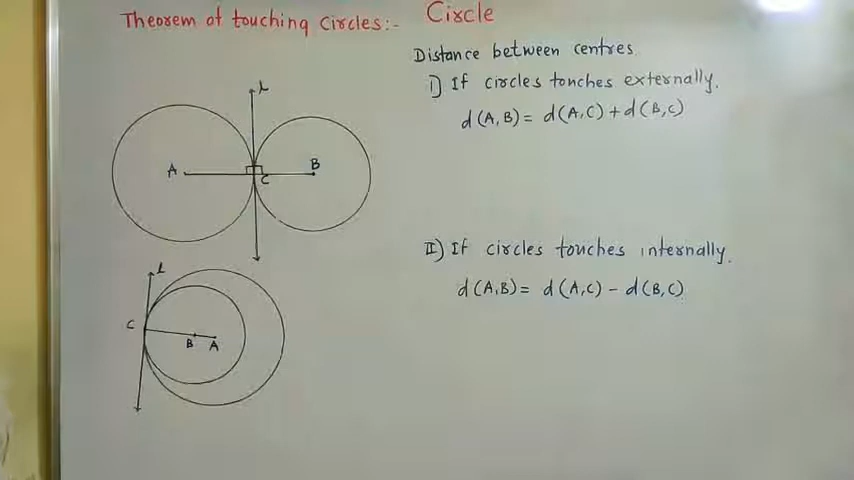 Circle
Theorem of touching circles:-
Distance between centres
I) If circles touches externally.
d(A,B) = d(A,C) + d(B,C)
l
A
B
C
II) If circles touches internally.
d(A,B) = d(A,C) - d(B,C)
l
C
B
A